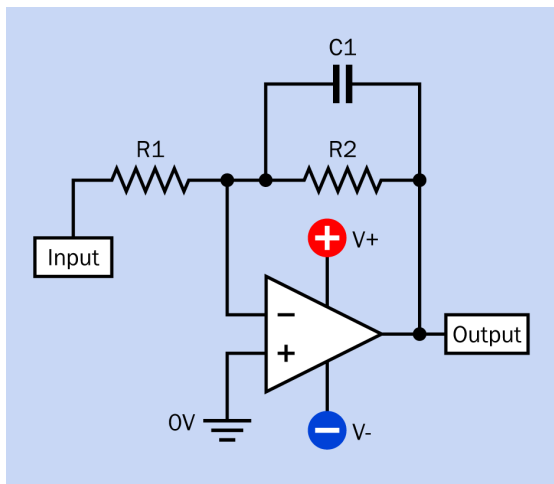 C1
R1
R2
Input
+
V+
−
+
Output
0V
−
V-